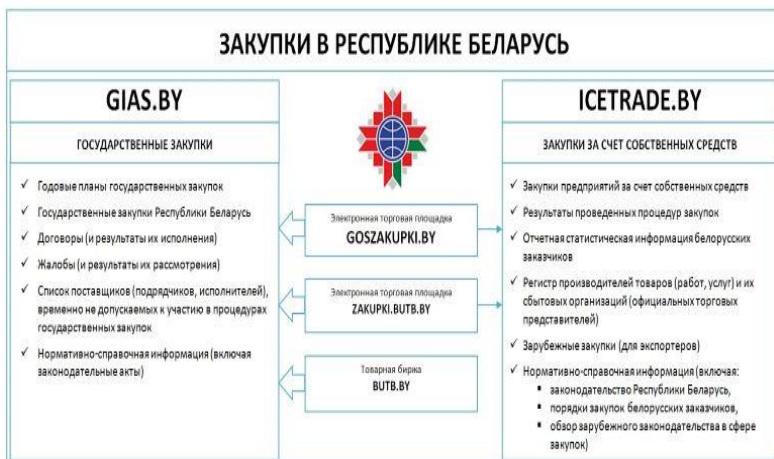 ЗАКУПКИ В РЕСПУБЛИКЕ БЕЛАРУСЬ
GIAS.BY
ГОСУДАРСТВЕННЫЕ ЗАКУПКИ
✓ Годовые планы государственных закупок
✓ Государственные закупки Республики Беларусь
✓ Договоры (и результаты их исполнения)
✓ Жалобы (и результаты их рассмотрения)
✓ Список поставщиков (подрядчиков, исполнителей),
временно не допускаемых к участию в процедурах
государственных закупок
✓ Нормативно-справочная информация (включая
законодательные акты)
Электронная торговая площадка
GOSZAKUPKI.BY
Электронная торговая площадка
ZAKUPKI.BUTB.BY
Товарная биржа
BUTB.BY
ICETRADE.BY
ЗАКУПКИ ЗА СЧЕТ СОБСТВЕННЫХ СРЕДСТВ
✓ Закупки предприятий за счет собственных средств
✓ Результаты проведенных процедур закупок
✓ Отчетная статистическая информация белорусских
заказчиков
✓ Регистр производителей товаров (работ, услуг) и их
сбытовых организаций (официальных торговых
представителей)
✓ Зарубежные закупки (для экспортеров)
✓ Нормативно-справочная информация (включая:
▪ законодательство Республики Беларусь,
▪ порядки закупок белорусских заказчиков,
▪ обзор зарубежного законодательства в сфере
закупок)